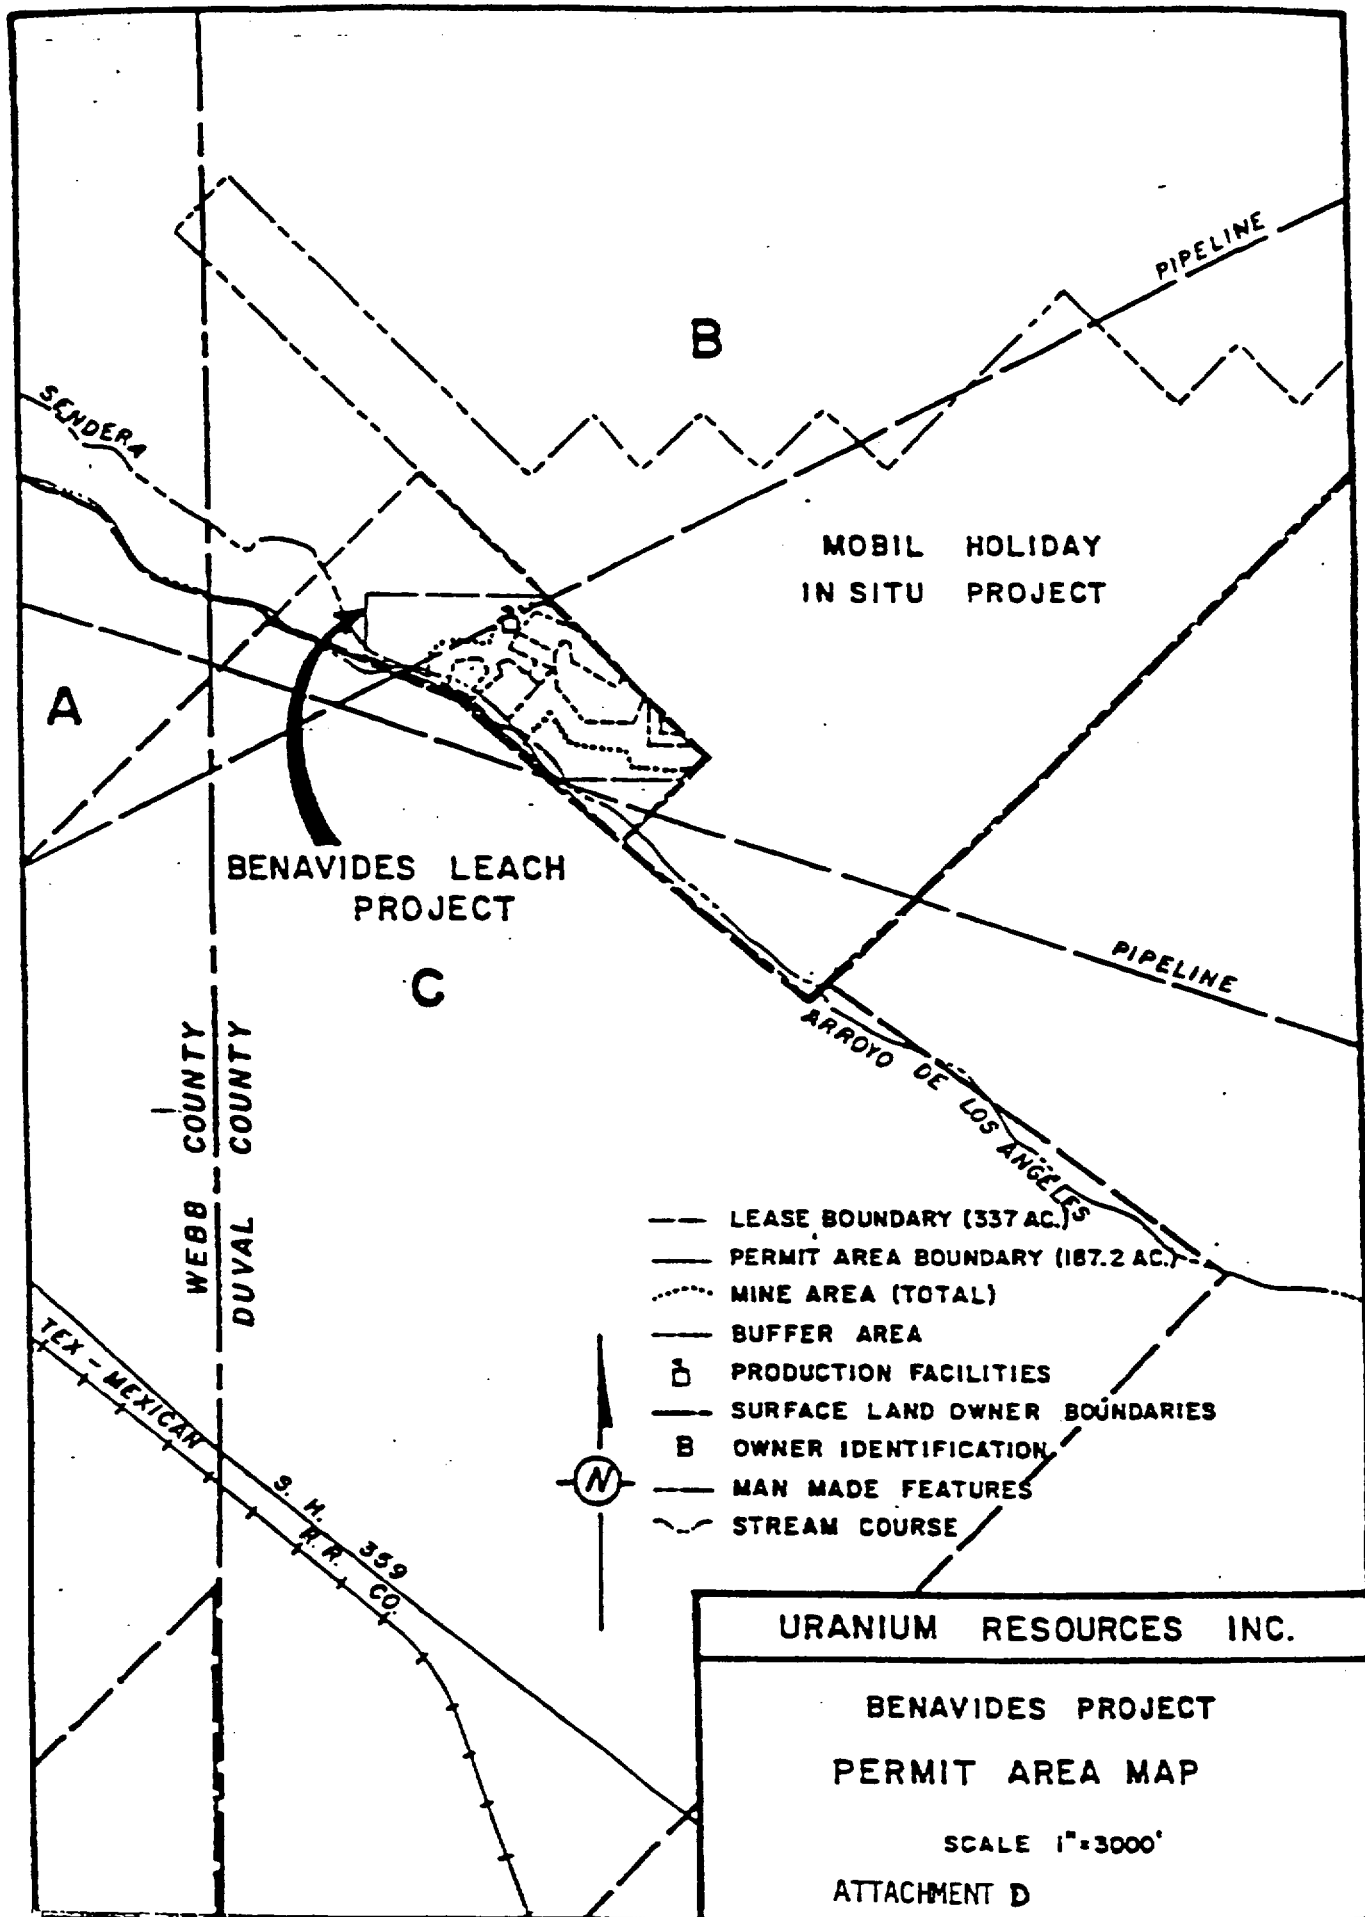 PIPELINE
B
SENDERA
MOBIL HOLIDAY
IN SITU PROJECT
A
BENAVIDES LEACH
PROJECT
C
PIPELINE
ARROYO DE LOS ANGELES
WEBB COUNTY
DUVAL COUNTY
LEASE BOUNDARY (337 AC.)
PERMIT AREA BOUNDARY (187.2 AC.)
MINE AREA (TOTAL)
BUFFER AREA
PRODUCTION FACILITIES
SURFACE LAND OWNER BOUNDARIES
B OWNER IDENTIFICATION
MAN MADE FEATURES
STREAM COURSE
N
TEX-MEXICAN R.R. CO.
S. H. 359
URANIUM RESOURCES INC.
BENAVIDES PROJECT
PERMIT AREA MAP
SCALE 1"=3000'
ATTACHMENT D